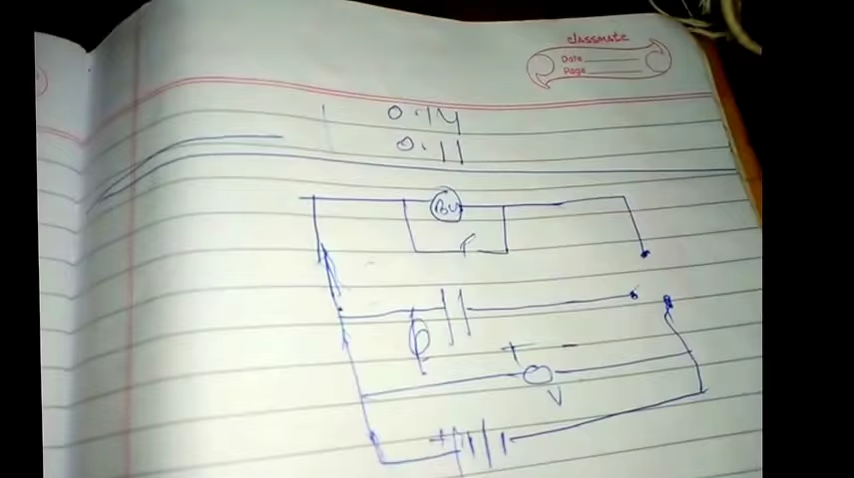 classmate
Date
Page
0.14
0.11
+ -
V
+